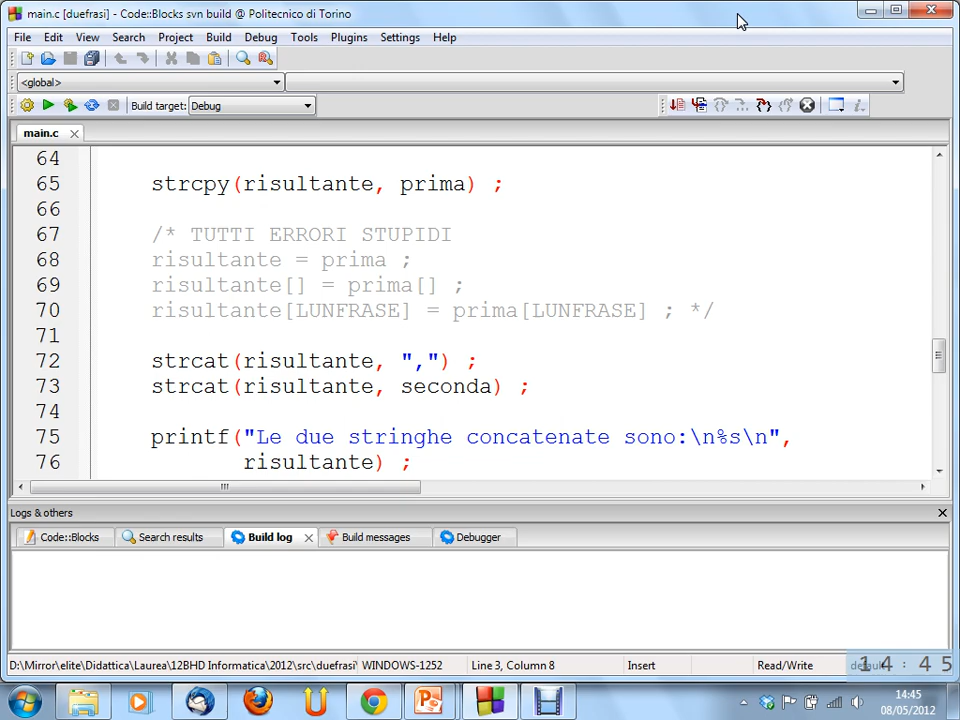 main.c [duefrasi] - Code::Blocks svn build @ Politecnico di Torino
File Edit View Search Project Build Debug Tools Plugins Settings Help
<global>
Build target: Debug
main.c
64
65 strcpy(risultante, prima) ;
66
67 /* TUTTI ERRORI STUPIDI
68 risultante = prima ;
69 risultante[] = prima[] ;
70 risultante[LUNFRASE] = prima[LUNFRASE] ; */
71
72 strcat(risultante, ",") ;
73 strcat(risultante, seconda) ;
74
75 printf("Le due stringhe concatenate sono:\n%s\n",
76 risultante) ;
Logs & others
Code::Blocks Search results Build log Build messages Debugger
D:\Mirror\elite\Didattica\Laurea\12BHD Informatica\2012\src\duefrasi\ WINDOWS-1252 Line 3, Column 8 Insert Read/Write
14:45
14:45
08/05/2012